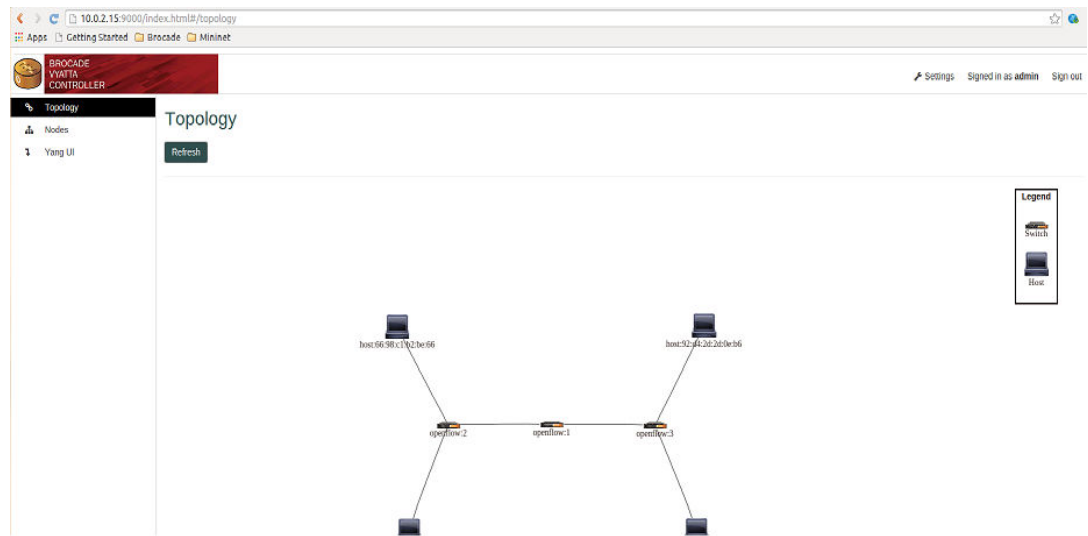 10.0.2.15:9000/index.html#/topology
Apps Getting Started Brocade Mininet
BROCADE
VYATTA
CONTROLLER
Settings Signed in as admin Sign out
Topology
Nodes
Yang UI
Topology
Refresh
Legend
Switch
Host
host:66:98:c1:b2:be:66
host:92:d4:2d:2d:0e:b6
openflow:2
openflow:1
openflow:3